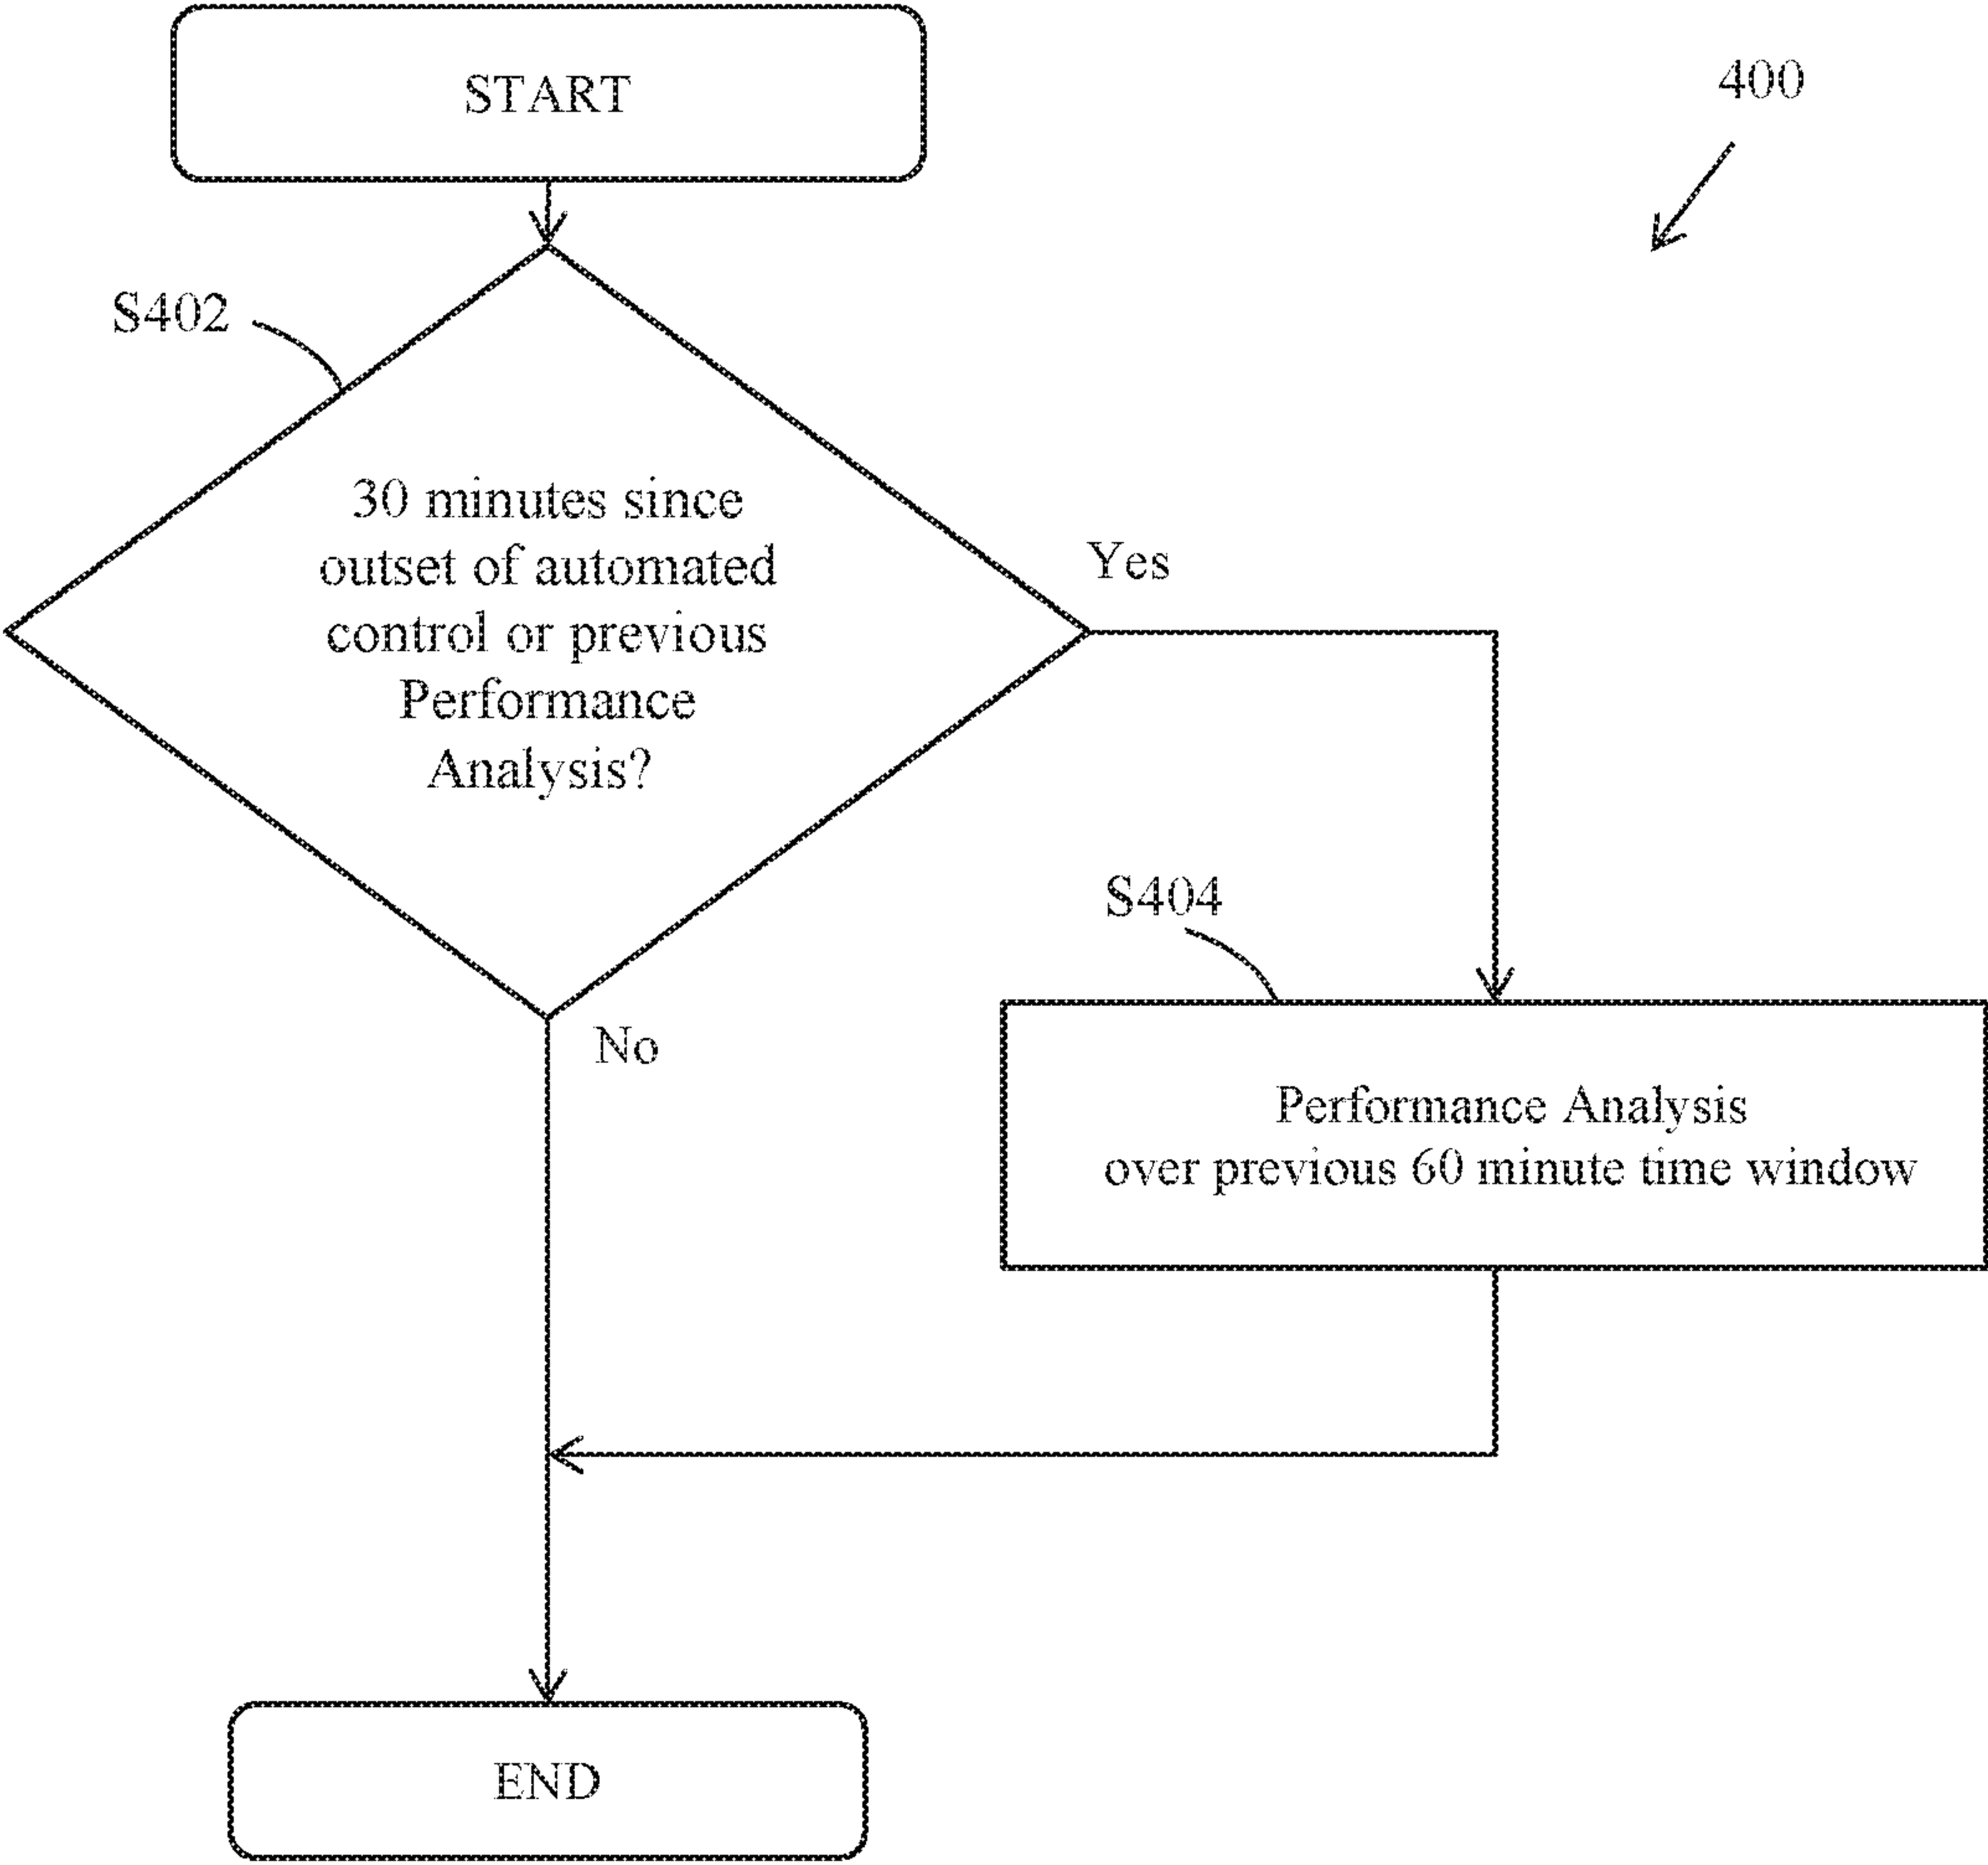 START
400
S402
30 minutes since
outset of automated
control or previous
Performance
Analysis?
Yes
S404
No
Performance Analysis
over previous 60 minute time window
END